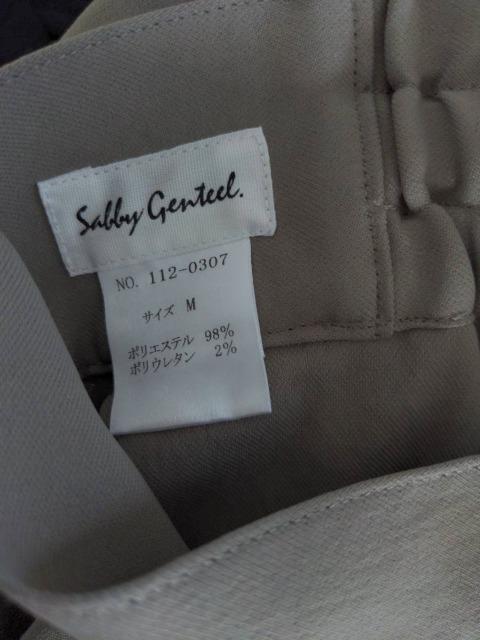 Sabby Genteel.
NO. 112-0307
サイズ M
ポリエステル 98%
ポリウレタン 2%